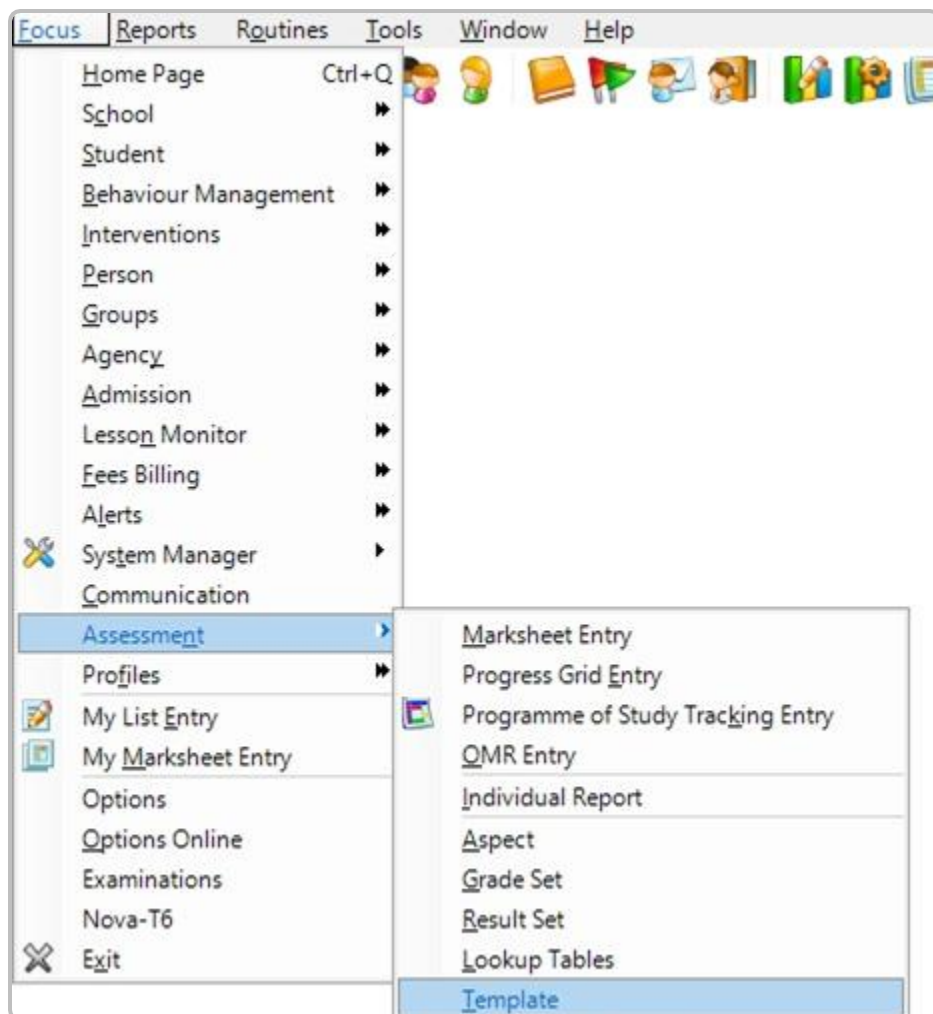 Focus Reports Routines Tools Window Help
Home Page Ctrl+Q
School
Student
Behaviour Management
Interventions
Person
Groups
Agency
Admission
Lesson Monitor
Fees Billing
Alerts
System Manager
Communication
Assessment
Profiles
My List Entry
My Marksheet Entry
Options
Options Online
Examinations
Nova-T6
Exit
Marksheet Entry
Progress Grid Entry
Programme of Study Tracking Entry
OMR Entry
Individual Report
Aspect
Grade Set
Result Set
Lookup Tables
Template